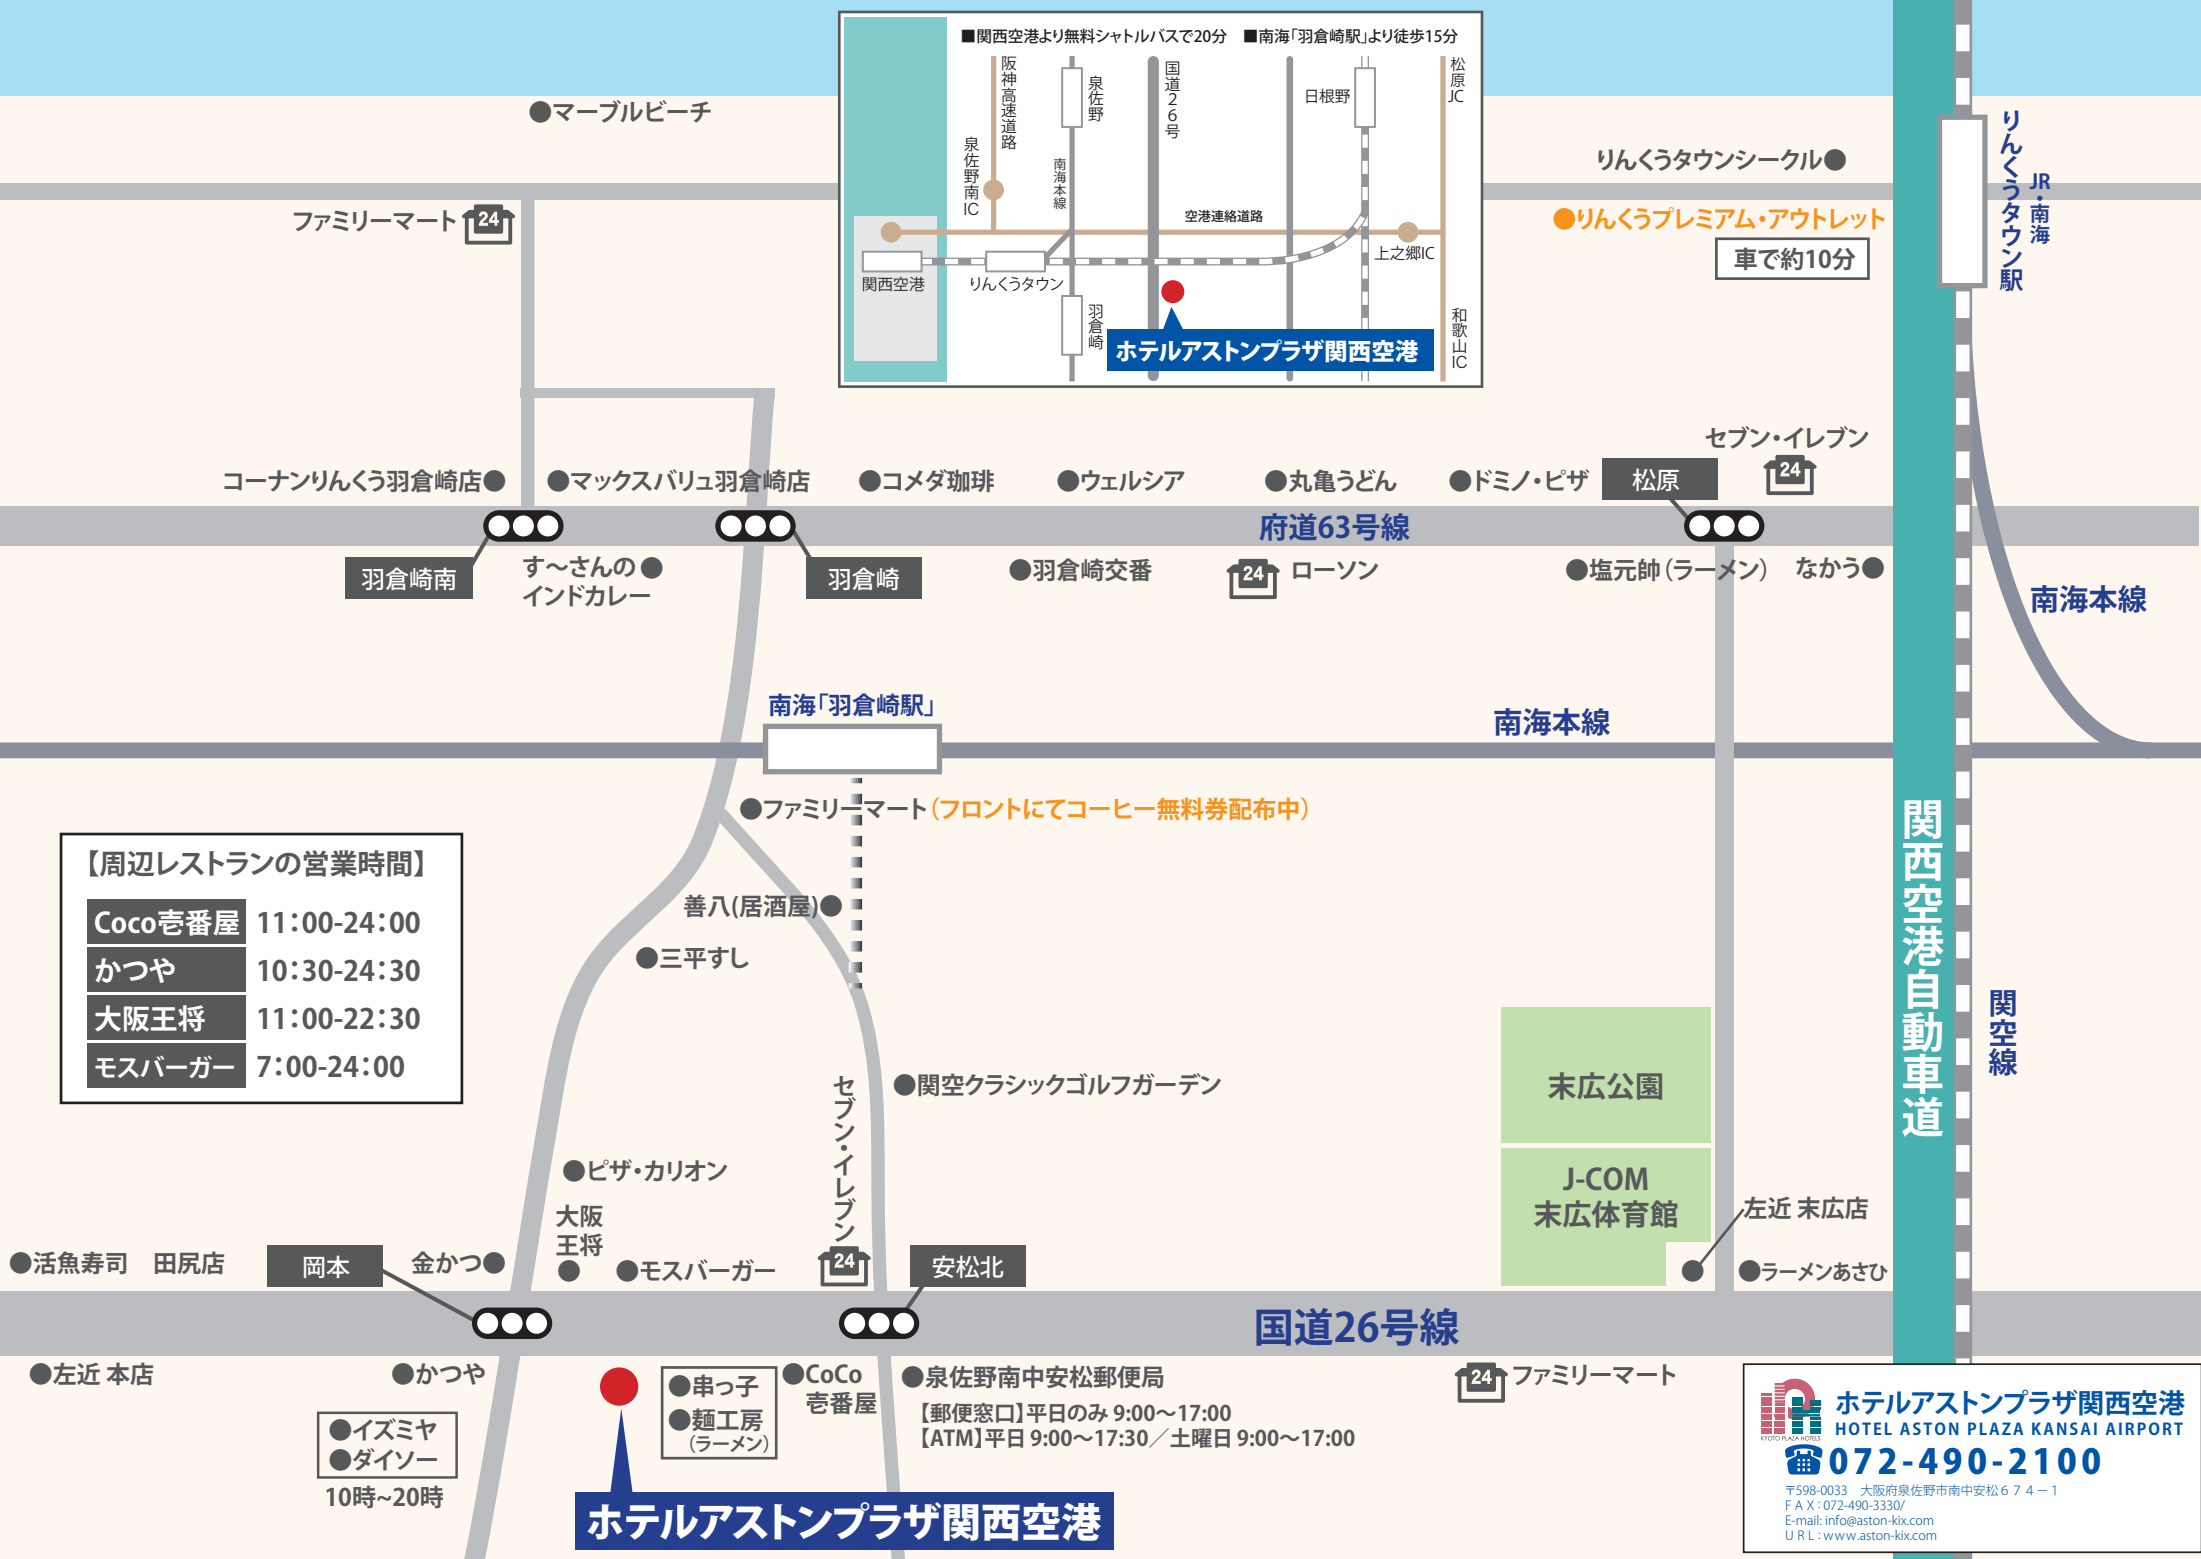 ■関西空港より無料シャトルバスで20分　■南海「羽倉崎駅」より徒歩15分
阪神高速道路
泉佐野
国道26号
日根野
松原JC
泉佐野南IC
南海本線
空港連絡道路
上之郷IC
関西空港
りんくうタウン
羽倉崎
和歌山IC
ホテルアストンプラザ関西空港
●マーブルビーチ
りんくうタウンシークル●
りんくうタウン駅
JR・南海
ファミリーマート 24
●りんくうプレミアム・アウトレット
車で約10分
セブン・イレブン
24
コーナンりんくう羽倉崎店●
●マックスバリュ羽倉崎店
●コメダ珈琲
●ウェルシア
●丸亀うどん
●ドミノ・ピザ
松原
府道63号線
羽倉崎南
す〜さんの●
インドカレー
羽倉崎
●羽倉崎交番
24 ローソン
●塩元帥（ラーメン）
なかう●
南海本線
南海「羽倉崎駅」
南海本線
●ファミリーマート（フロントにてコーヒー無料券配布中）
関西空港自動車道
関空線
【周辺レストランの営業時間】
Coco壱番屋 11：00-24：00
かつや 10：30-24：30
大阪王将 11：00-22：30
モスバーガー 7：00-24：00
善八(居酒屋)●
●三平すし
●関空クラシックゴルフガーデン
セブン・イレブン
24
末広公園
J-COM
末広体育館
●ピザ・カリオン
大阪
王将
●
●モスバーガー
左近 末広店
●活魚寿司　田尻店
岡本
金かつ●
安松北
●ラーメンあさひ
国道26号線
●左近 本店
●かつや
●イズミヤ
●ダイソー
10時~20時
●串っ子
●麺工房
（ラーメン）
●CoCo
壱番屋
●泉佐野南中安松郵便局
【郵便窓口】平日のみ 9:00〜17:00
【ATM】平日 9:00〜17:30／土曜日 9:00〜17:00
24 ファミリーマート
ホテルアストンプラザ関西空港
KYOTO PLAZA HOTELS
ホテルアストンプラザ関西空港
HOTEL ASTON PLAZA KANSAI AIRPORT
☎072-490-2100
〒598-0033　大阪府泉佐野市南中安松６７４－１
ＦＡＸ：072-490-3330/
E-mail: info@aston-kix.com
ＵＲＬ：www.aston-kix.com